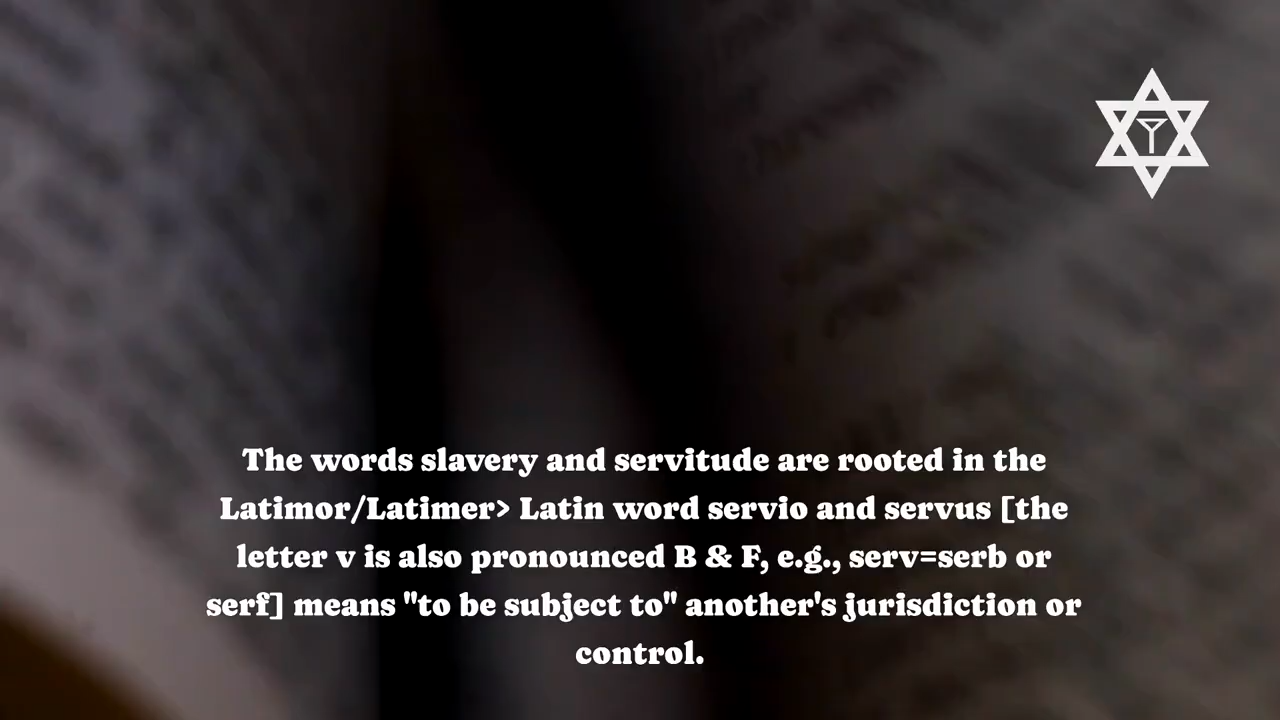 The words slavery and servitude are rooted in the
Latimor/Latimer> Latin word servio and servus [the
letter v is also pronounced B & F, e.g., serv=serb or
serf] means "to be subject to" another's jurisdiction or
control.